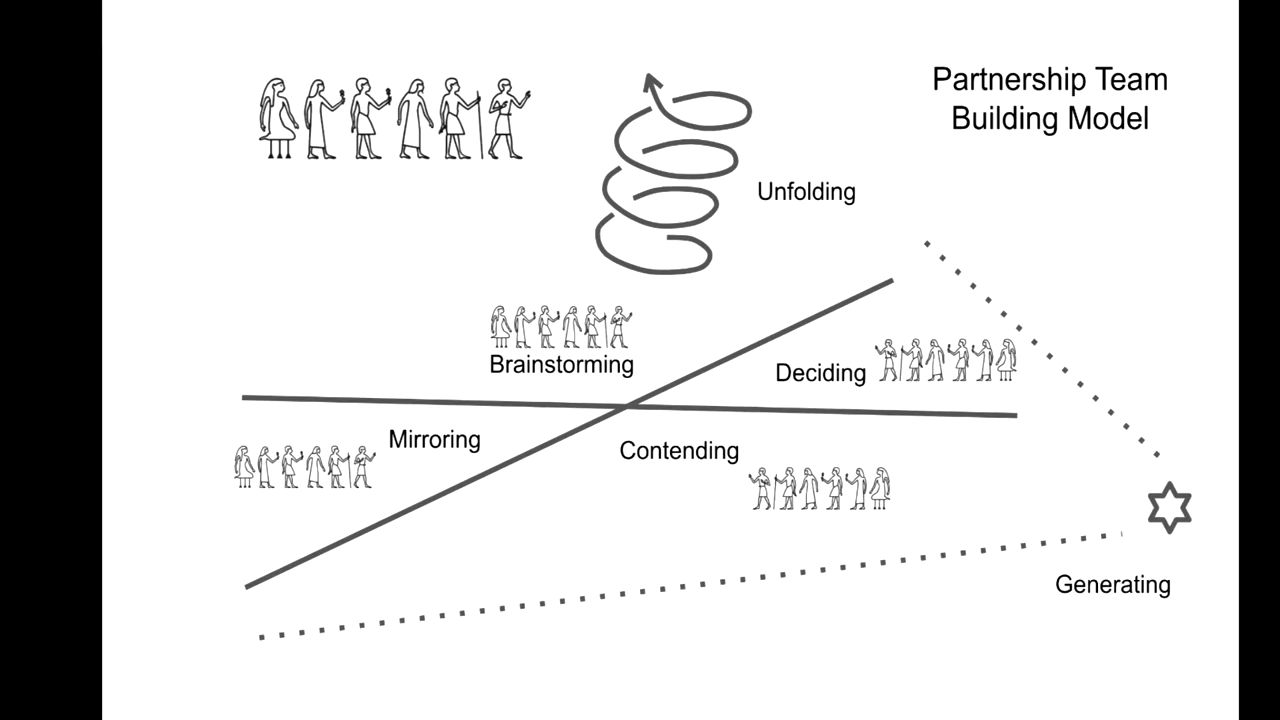 Partnership Team
Building Model
Unfolding
Brainstorming
Deciding
Mirroring
Contending
Generating